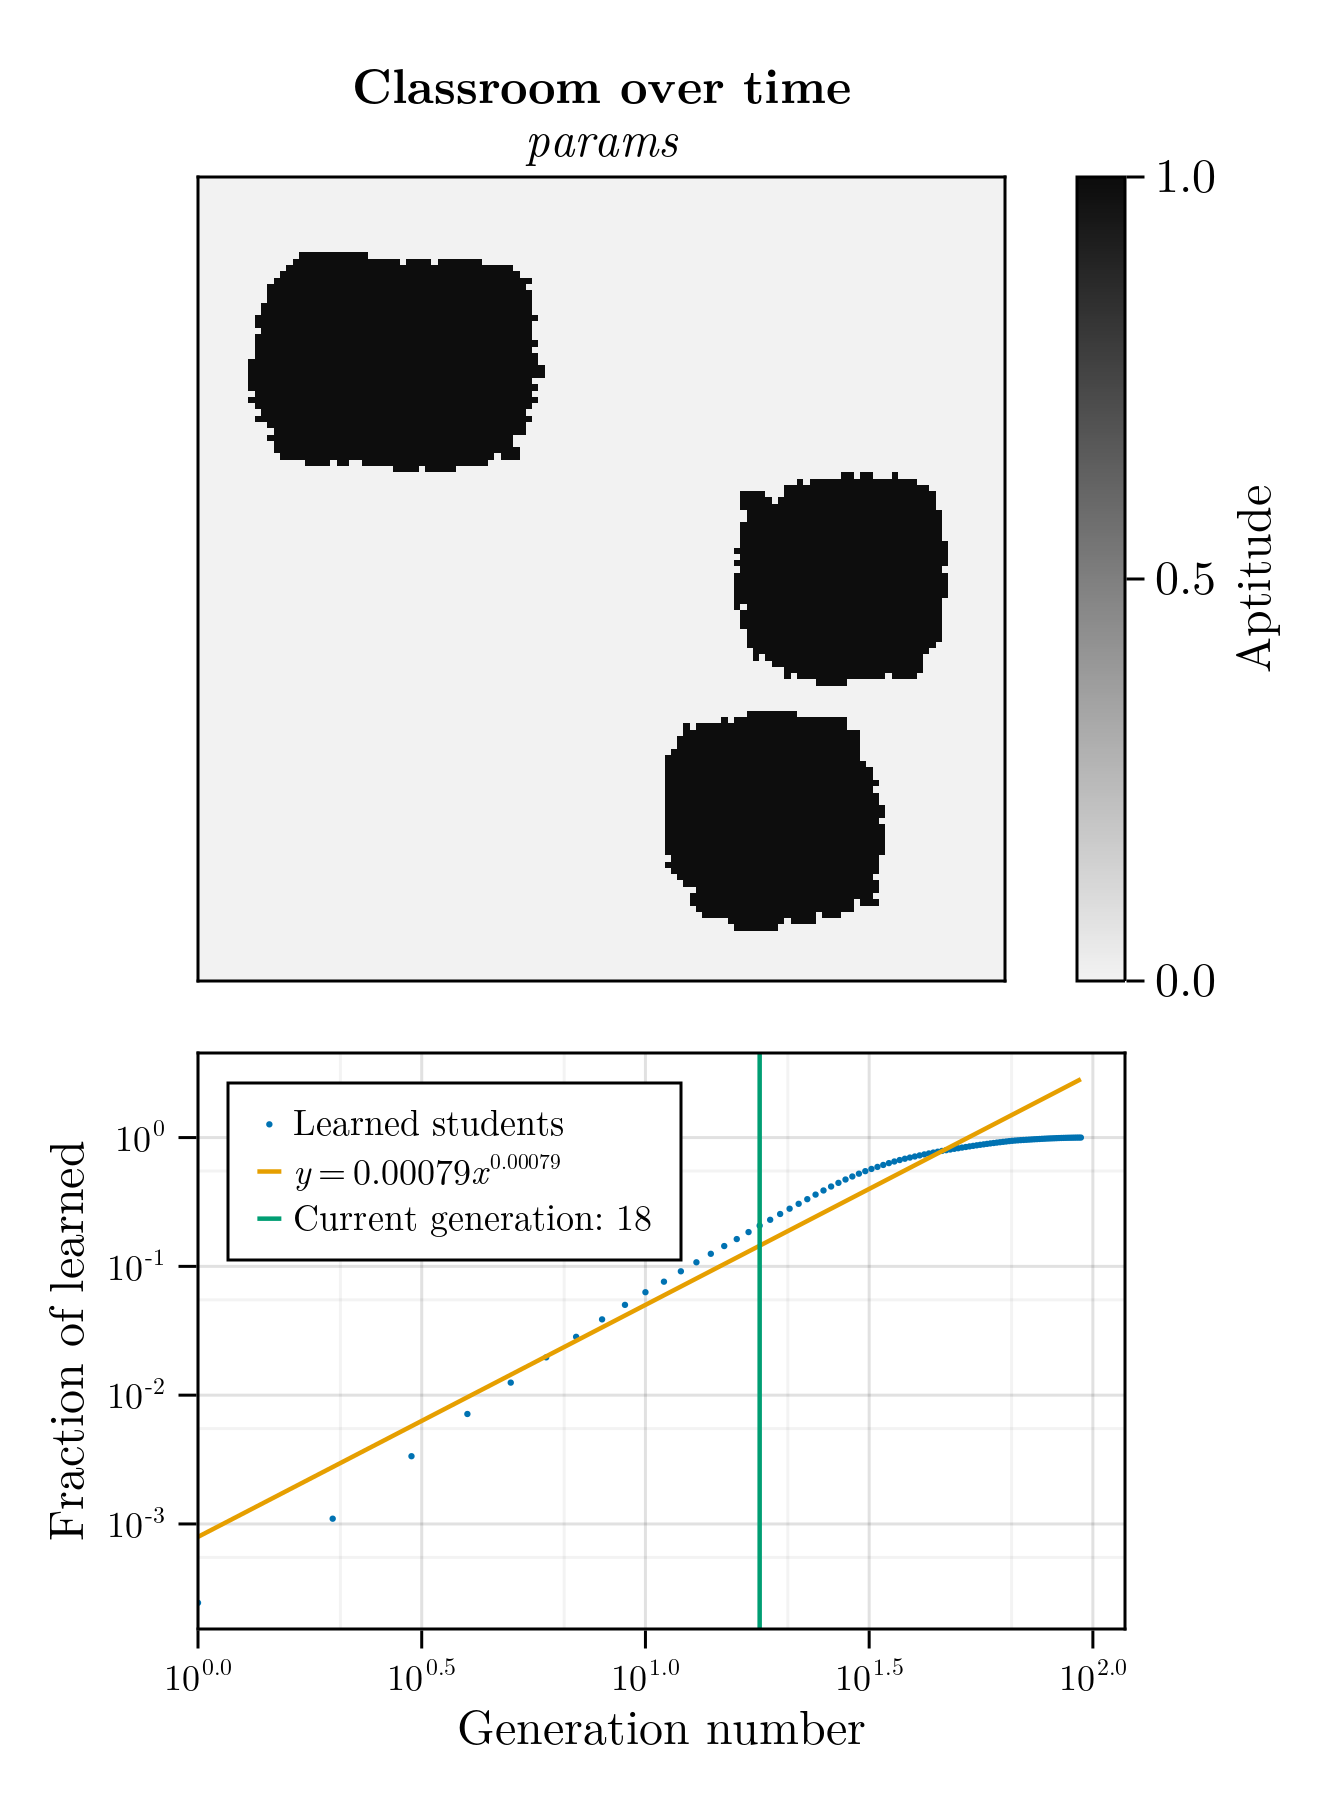 Classroom over time
params
1.0
0.5
0.0
Aptitude
Learned students
y = 0.00079x^0.00079
Current generation: 18
10^0
10^-1
10^-2
10^-3
Fraction of learned
10^0.0 10^0.5 10^1.0 10^1.5 10^2.0
Generation number